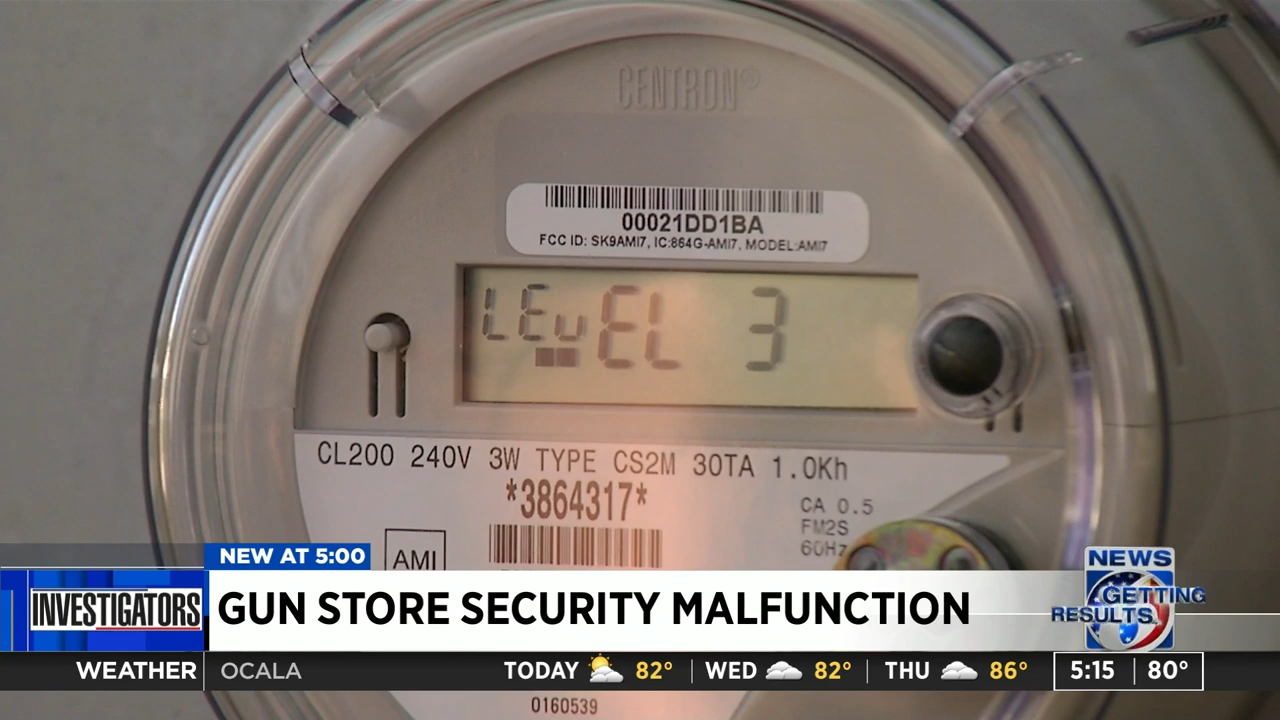 CENTRON®
00021DD1BA
FCC ID: SK9AMI7, IC:864G-AMI7, MODEL:AMI7
LEvEL 3
CL200 240V 3W TYPE CS2M 30TA 1.0Kh
*3864317*
CA 0.5
FM2S
60Hz
AMI
NEW AT 5:00
INVESTIGATORS
GUN STORE SECURITY MALFUNCTION
NEWS
GETTING
RESULTS
WEATHER OCALA TODAY 82° WED 82° THU 86° 5:15 80°
0160539